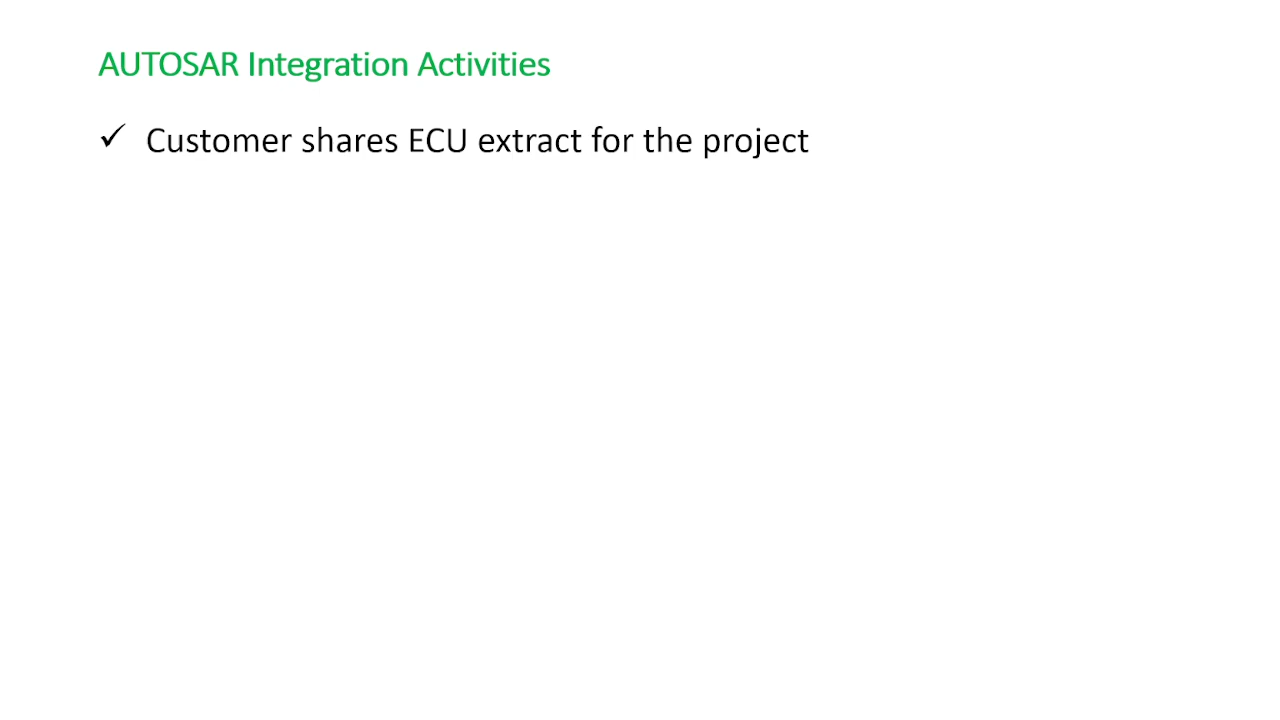 AUTOSAR Integration Activities
✓ Customer shares ECU extract for the project